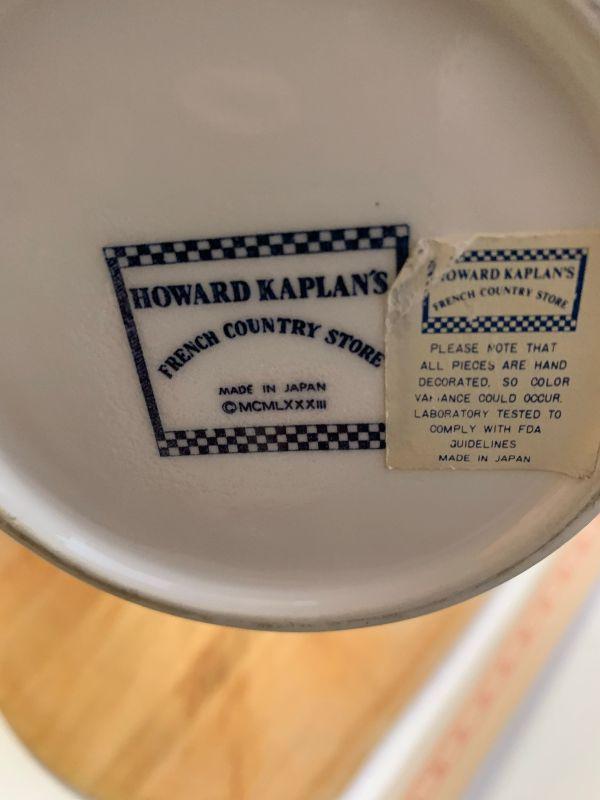 HOWARD KAPLAN'S
FRENCH COUNTRY STORE
MADE IN JAPAN
©MCMLXXXIII
HOWARD KAPLAN'S
FRENCH COUNTRY STORE
PLEASE NOTE THAT
ALL PIECES ARE HAND
DECORATED, SO COLOR
VARIANCE COULD OCCUR.
LABORATORY TESTED TO
COMPLY WITH FDA
GUIDELINES
MADE IN JAPAN